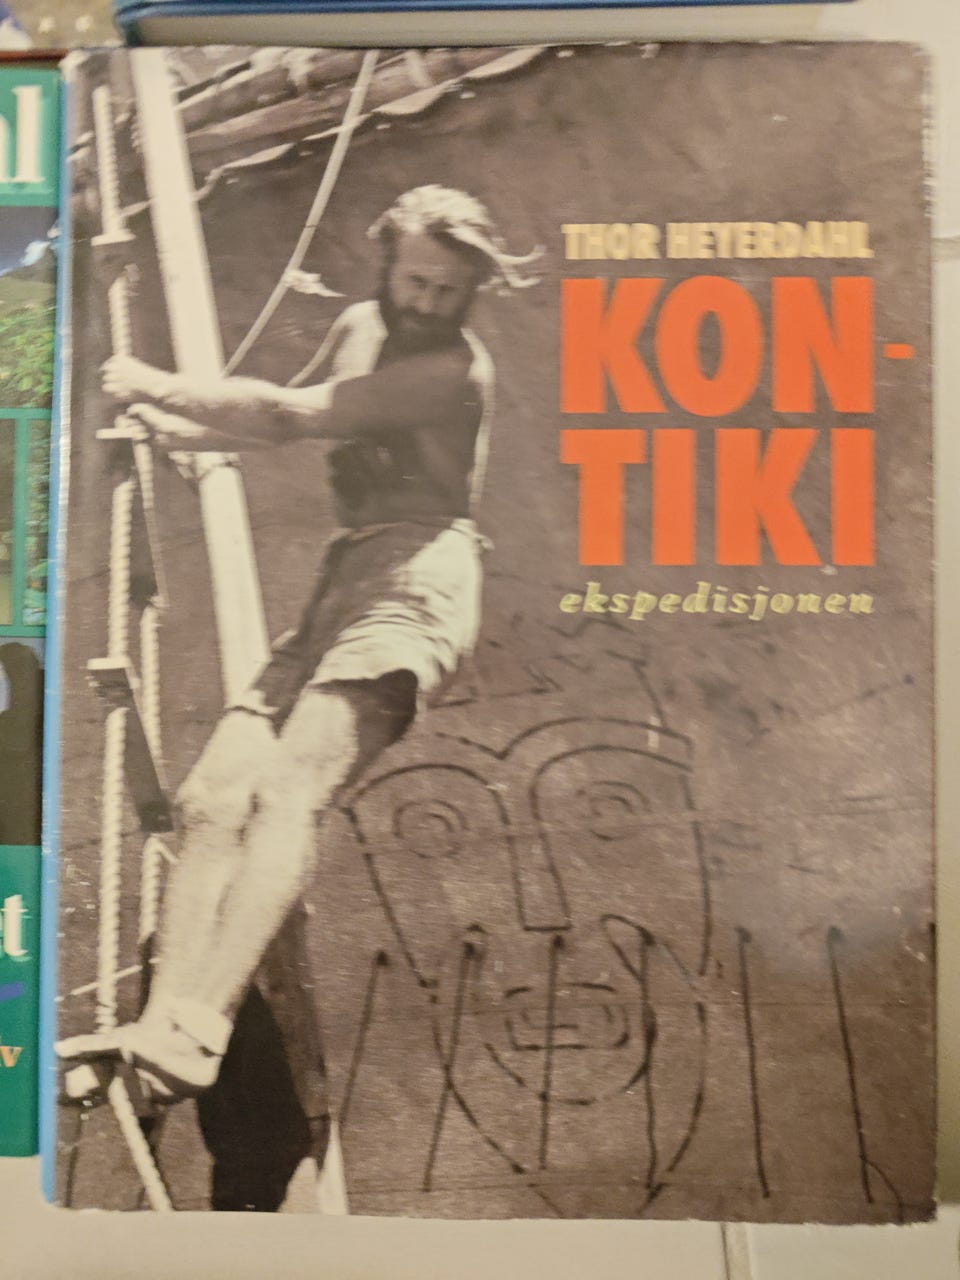 THOR HEYERDAHL
KON-
TIKI
ekspedisjonen